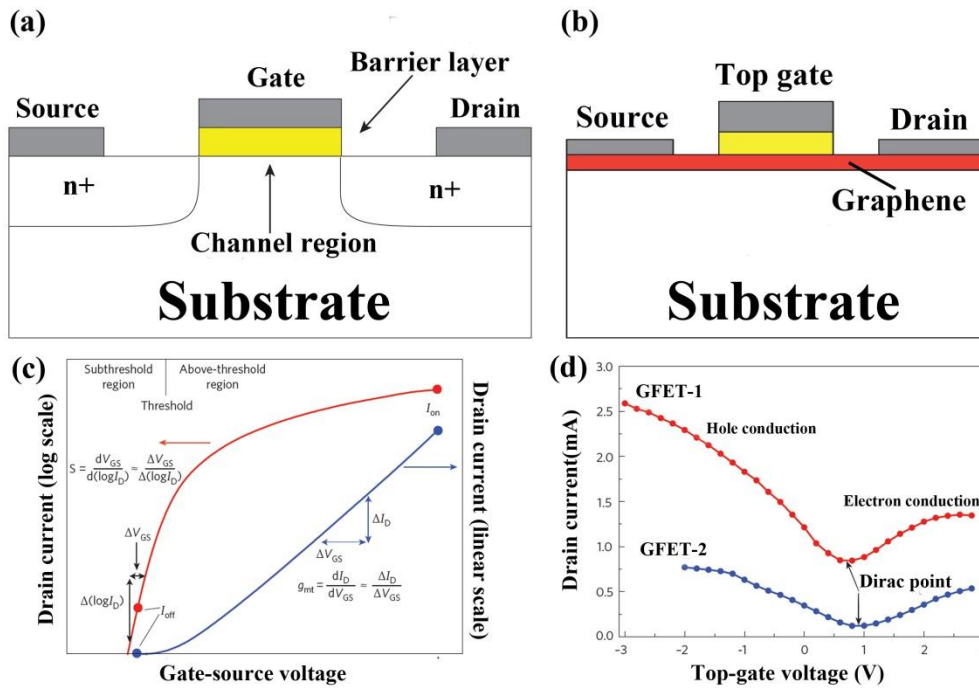 (a)
Gate
Barrier layer
Source
Drain
n+
n+
Channel region
Substrate
(b)
Top gate
Source
Drain
Graphene
Substrate
(c)
Subthreshold region
Above-threshold region
Threshold
I_on
S = dV_GS/d(logI_D) ≈ ΔV_GS/Δ(logI_D)
ΔV_GS
Δ(logI_D)
I_off
ΔI_D
ΔV_GS
g_mt = dI_D/dV_GS ≈ ΔI_D/ΔV_GS
Drain current (log scale)
Drain current (linear scale)
Gate-source voltage
(d)
3.0
2.5
2.0
1.5
1.0
0.5
0.0
Drain current(mA)
GFET-1
Hole conduction
Electron conduction
GFET-2
Dirac point
-3
-2
-1
0
1
2
Top-gate voltage (V)